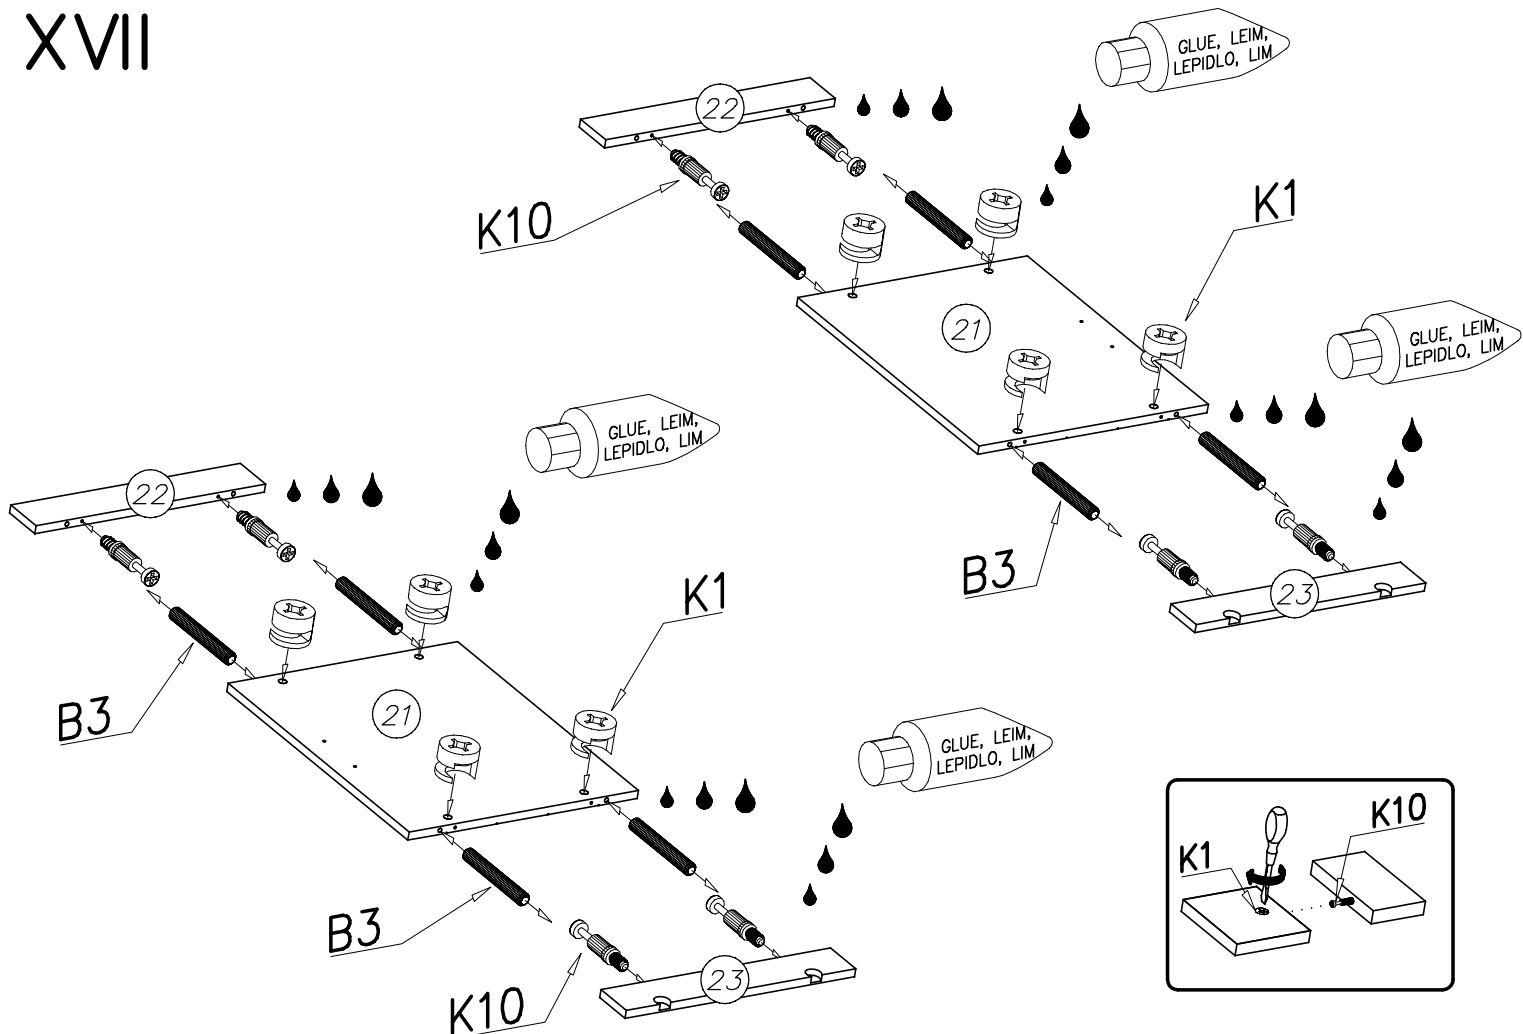 XVII
GLUE, LEIM,
LEPIDLO, LIM
22
K10
K1
21
GLUE, LEIM,
LEPIDLO, LIM
B3
23
GLUE, LEIM,
LEPIDLO, LIM
22
K1
B3
21
GLUE, LEIM,
LEPIDLO, LIM
B3
K10
23
K10
K1